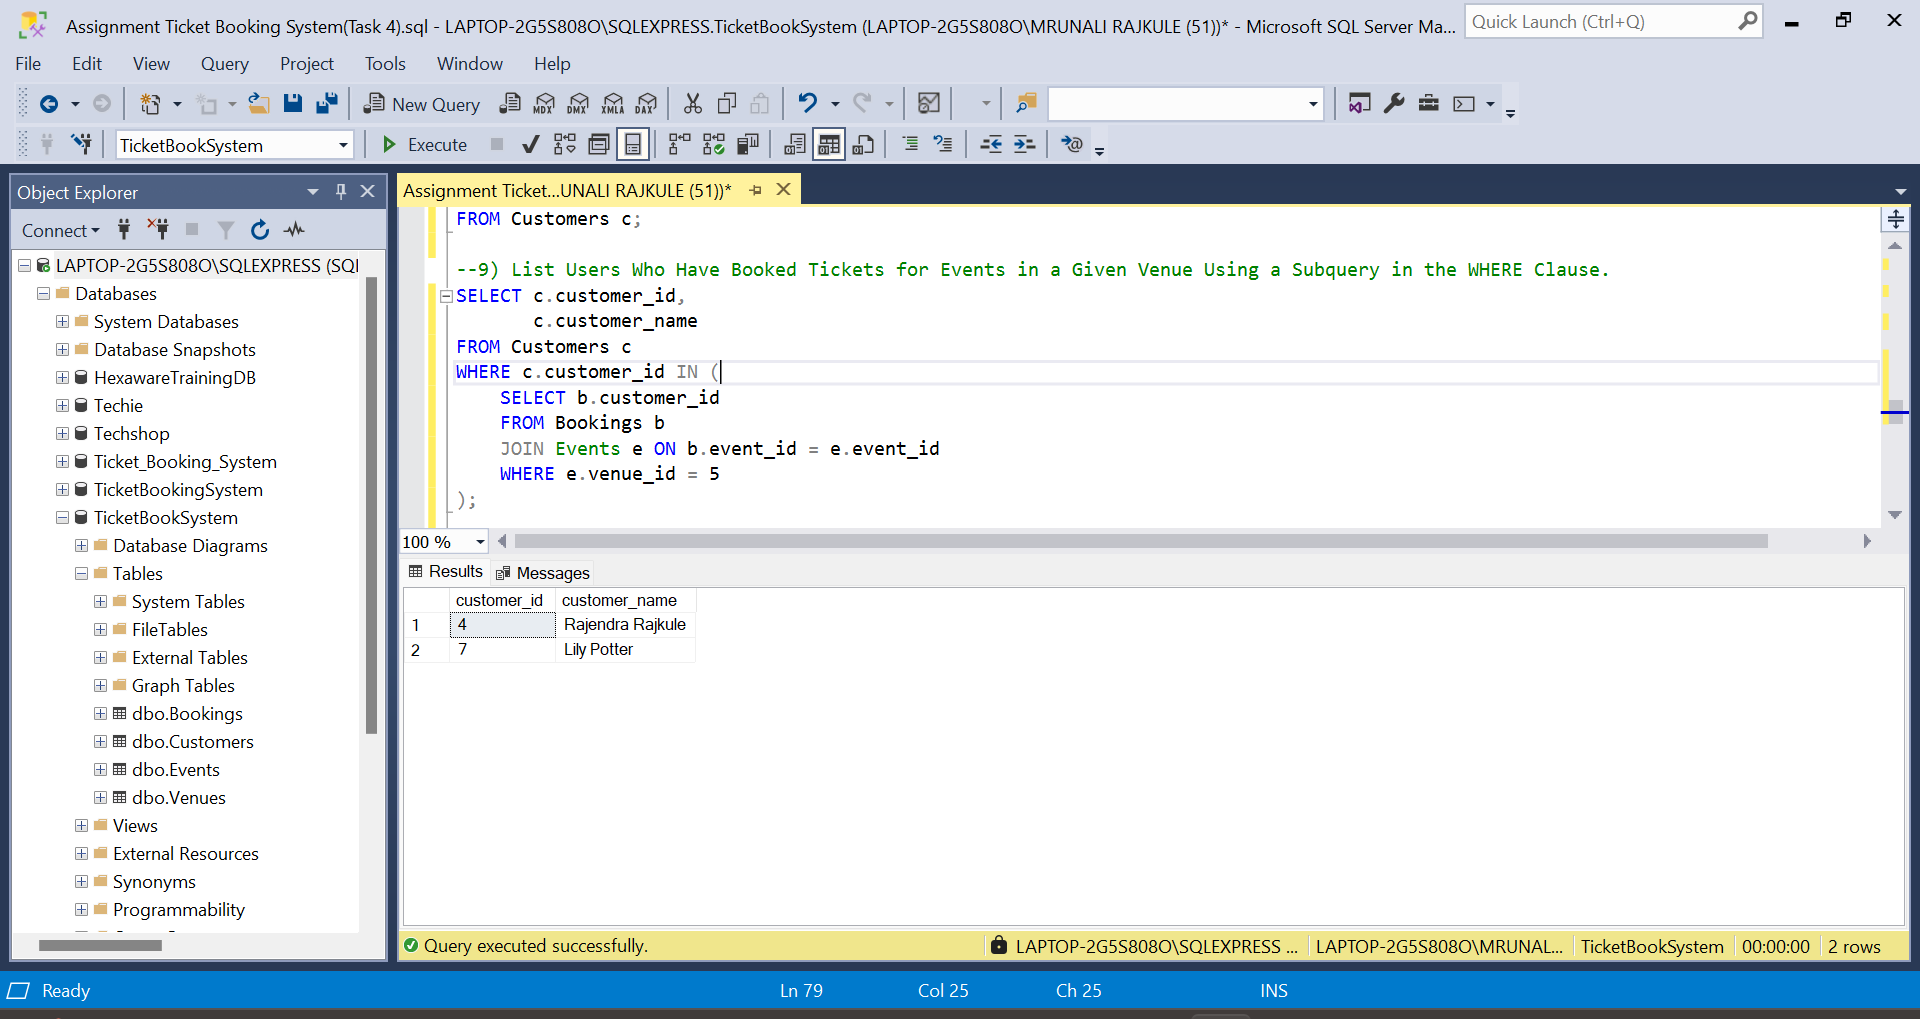 Assignment Ticket Booking System(Task 4).sql - LAPTOP-2G5S808O\SQLEXPRESS.TicketBookSystem (LAPTOP-2G5S808O\MRUNALI RAJKULE (51))* - Microsoft SQL Server Ma...
Quick Launch (Ctrl+Q)
File Edit View Query Project Tools Window Help
New Query MDX DMX XMLA DAX
TicketBookSystem Execute
Object Explorer
Connect
LAPTOP-2G5S808O\SQLEXPRESS (SQL
Databases
System Databases
Database Snapshots
HexawareTrainingDB
Techie
Techshop
Ticket_Booking_System
TicketBookingSystem
TicketBookSystem
Database Diagrams
Tables
System Tables
FileTables
External Tables
Graph Tables
dbo.Bookings
dbo.Customers
dbo.Events
dbo.Venues
Views
External Resources
Synonyms
Programmability
Assignment Ticket...UNALI RAJKULE (51))*
FROM Customers c;
--9) List Users Who Have Booked Tickets for Events in a Given Venue Using a Subquery in the WHERE Clause.
SELECT c.customer_id,
c.customer_name
FROM Customers c
WHERE c.customer_id IN (
SELECT b.customer_id
FROM Bookings b
JOIN Events e ON b.event_id = e.event_id
WHERE e.venue_id = 5
);
100 %
Results Messages
customer_id customer_name
1 4 Rajendra Rajkule
2 7 Lily Potter
Query executed successfully. LAPTOP-2G5S808O\SQLEXPRESS ... LAPTOP-2G5S808O\MRUNAL... TicketBookSystem 00:00:00 2 rows
Ready Ln 79 Col 25 Ch 25 INS